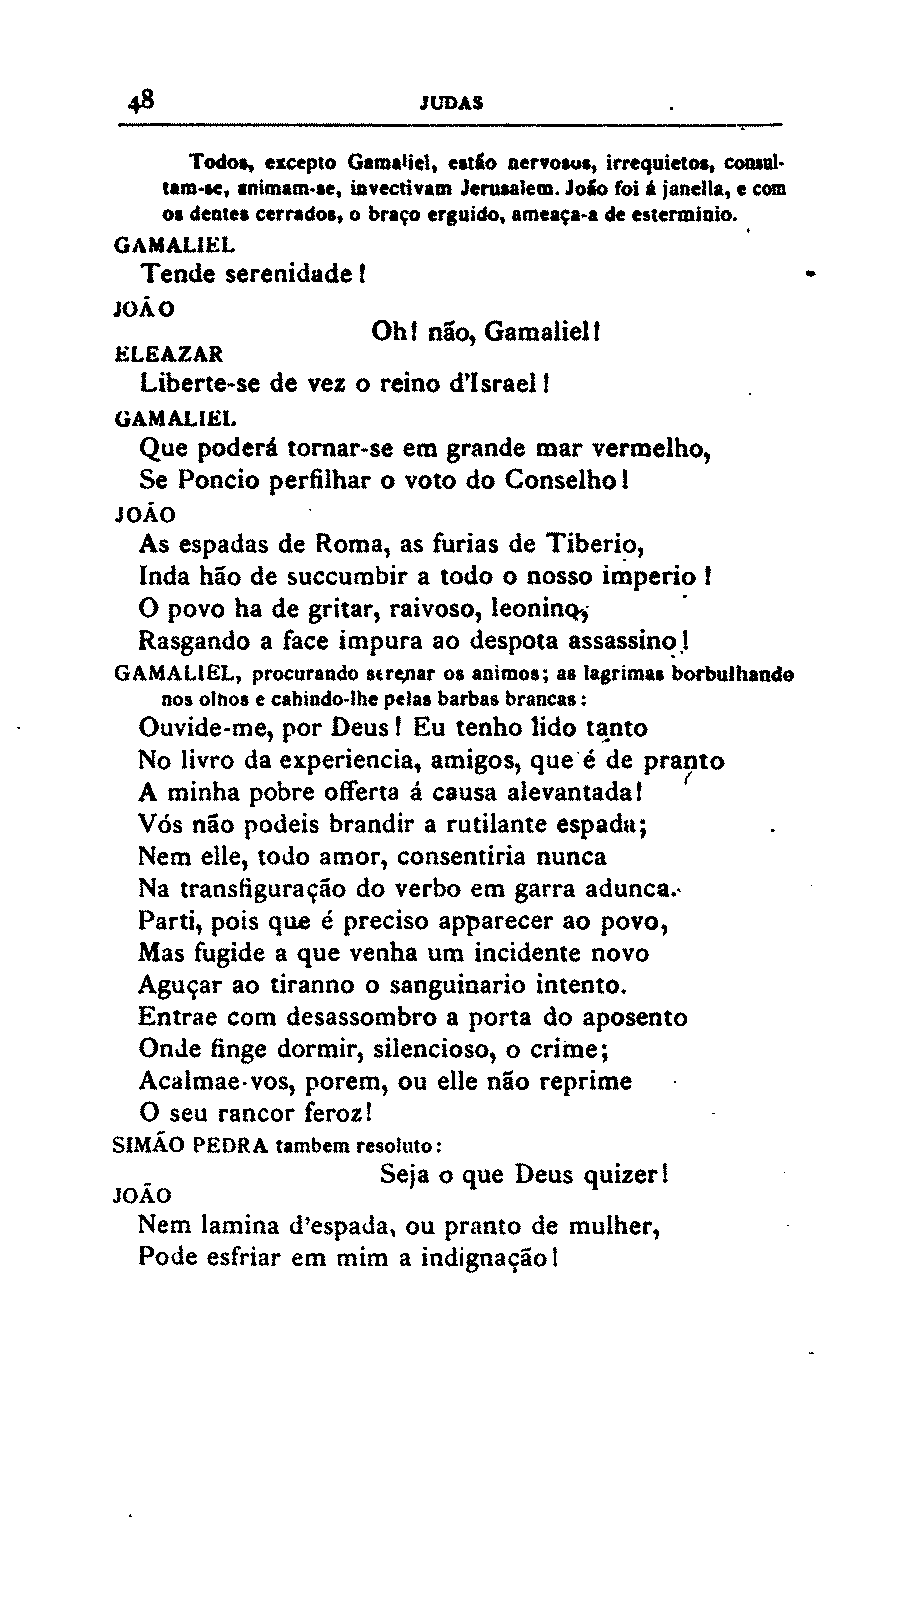 48 JUDAS
Todos, excepto Gamaliel, estão nervosos, irrequietos, consul-
tam-se, animam-se, invectivam Jerusalem. João foi á janella, e com
os dentes cerrados, o braço erguido, ameaça-a de esterminio.
GAMALIEL
Tende serenidade!
JOÃO
Oh! não, Gamaliel!
ELEAZAR
Liberte-se de vez o reino d'Israel!
GAMALIEL
Que poderá tornar-se em grande mar vermelho,
Se Poncio perfilhar o voto do Conselho!
JOÃO
As espadas de Roma, as furias de Tiberio,
Inda hão de succumbir a todo o nosso imperio!
O povo ha de gritar, raivoso, leonino,
Rasgando a face impura ao despota assassino!
GAMALIEL, procurando serenar os animos; as lagrimas borbulhando
nos olhos e cahindo-lhe pelas barbas brancas:
Ouvide-me, por Deus! Eu tenho lido tanto
No livro da experiencia, amigos, que é de pranto
A minha pobre offerta á causa alevantada!
Vós não podeis brandir a rutilante espada;
Nem elle, todo amor, consentiria nunca
Na transfiguração do verbo em garra adunca.
Parti, pois que é preciso apparecer ao povo,
Mas fugide a que venha um incidente novo
Aguçar ao tiranno o sanguinario intento.
Entrae com desassombro a porta do aposento
Onde finge dormir, silencioso, o crime;
Acalmae-vos, porem, ou elle não reprime
O seu rancor feroz!
SIMÃO PEDRA tambem resoluto:
Seja o que Deus quizer!
JOÃO
Nem lamina d'espada, ou pranto de mulher,
Pode esfriar em mim a indignação!